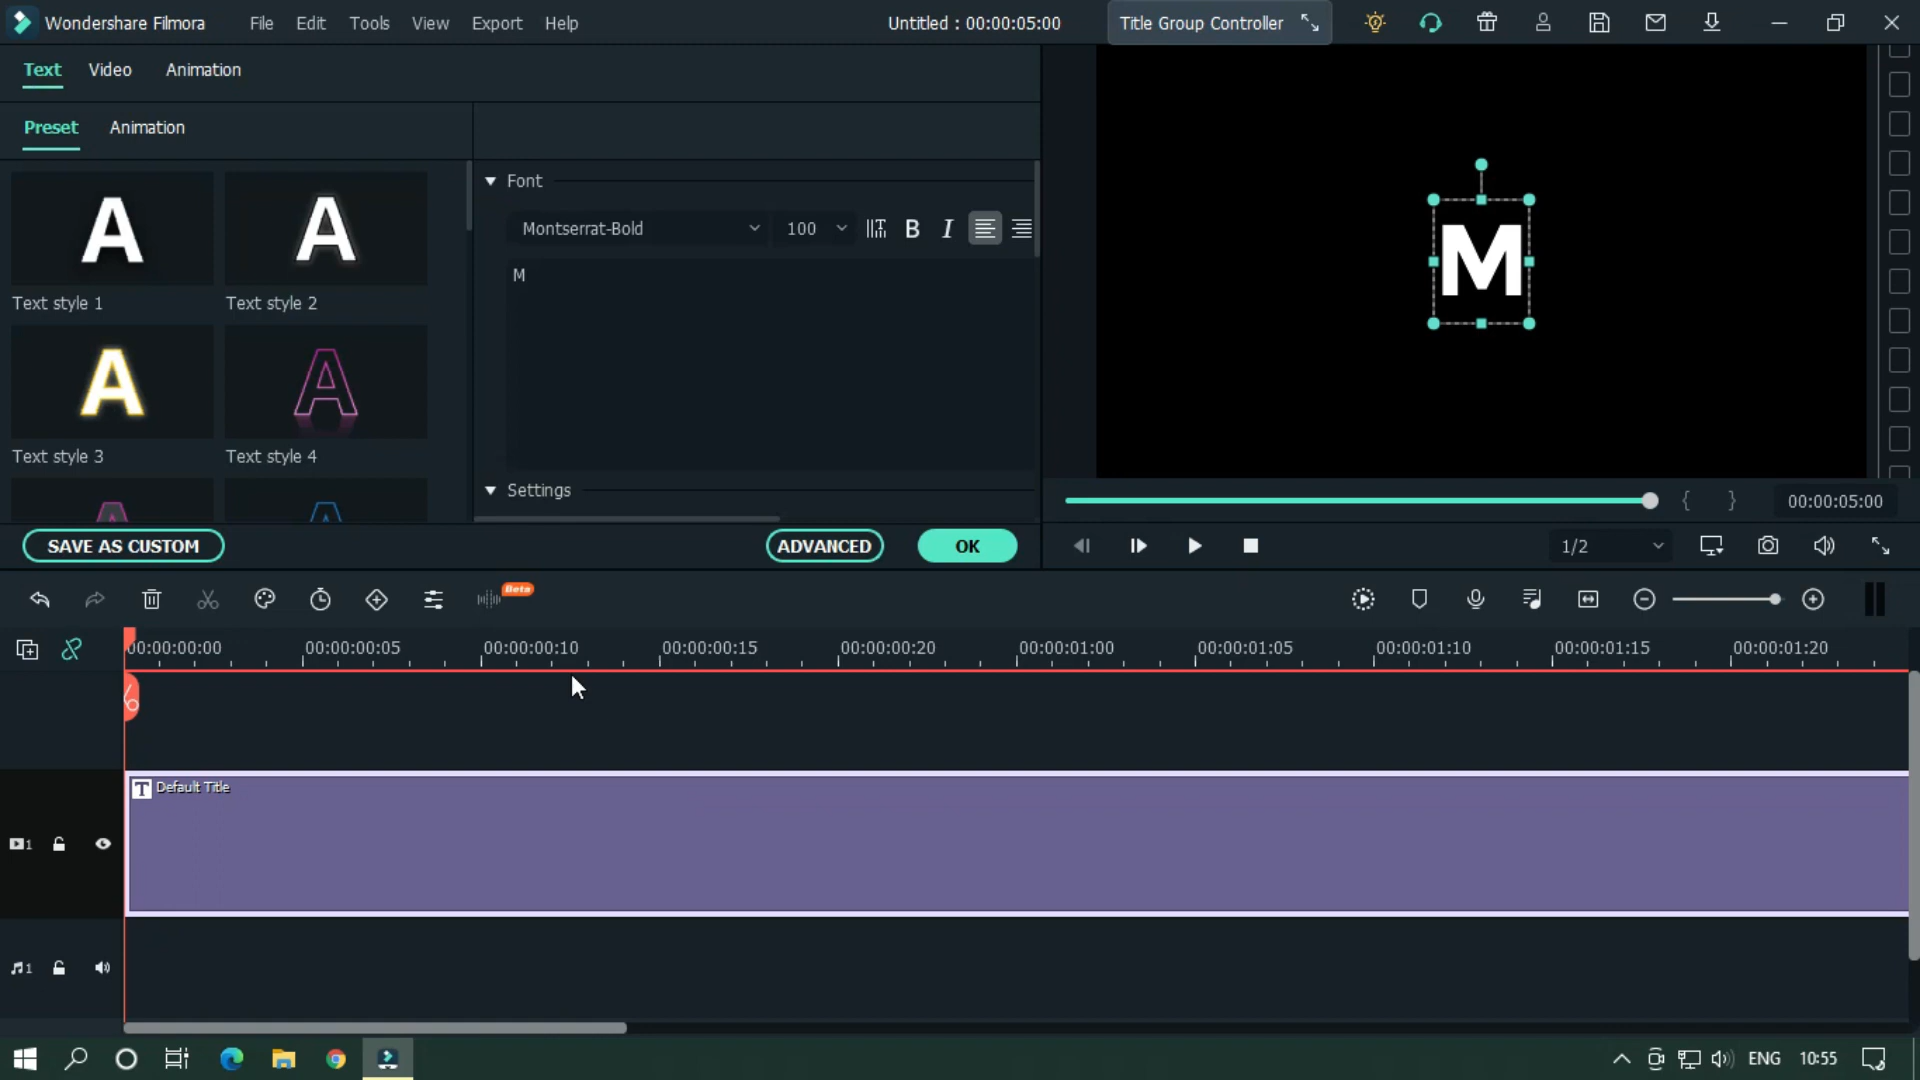 Wondershare Filmora File Edit Tools View Export Help Untitled : 00:00:05:00 Title Group Controller
Text Video Animation
Preset Animation
Font
Montserrat-Bold 100 B I
M
M
A A
Text style 1 Text style 2
A A
Text style 3 Text style 4
Settings
{ } 00:00:05:00
SAVE AS CUSTOM ADVANCED OK 1/2
Beta
00:00:00:00 00:00:00:05 00:00:00:10 00:00:00:15 00:00:00:20 00:00:01:00 00:00:01:05 00:00:01:10 00:00:01:15 00:00:01:20
T Default Title
1
1
ENG 10:55